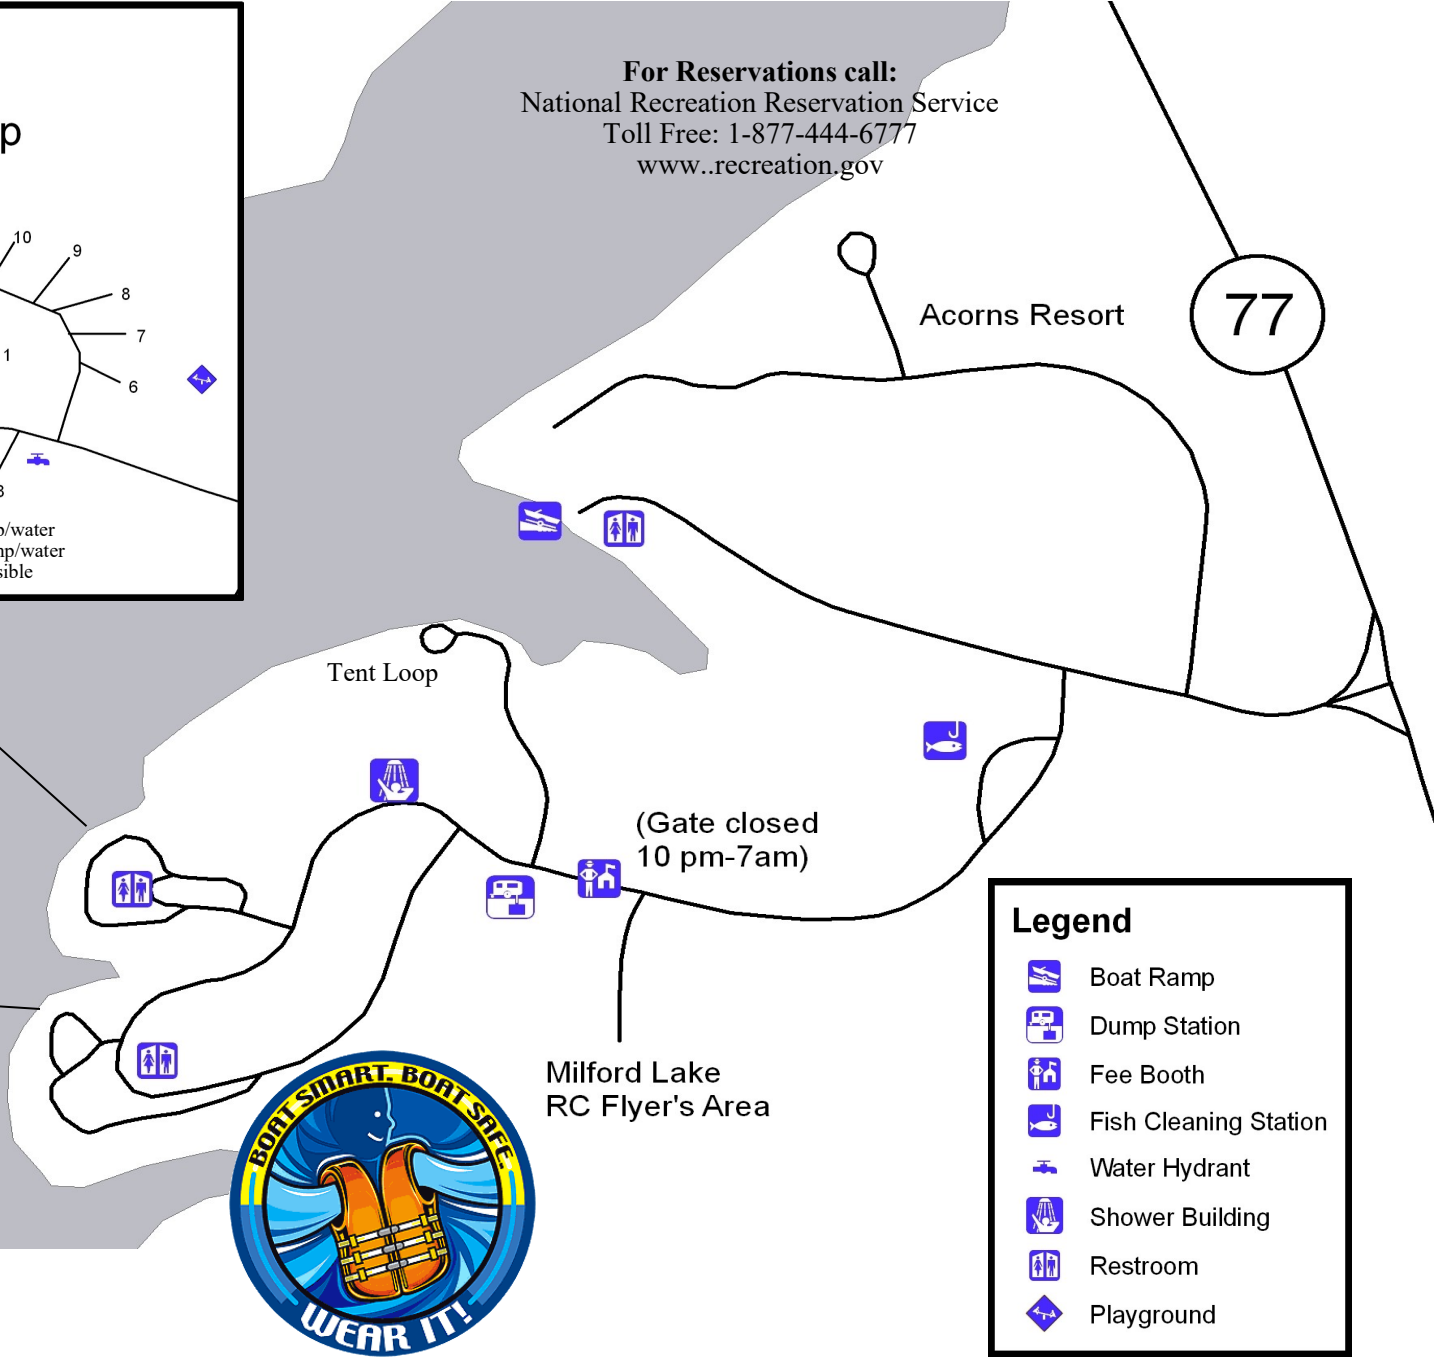 For Reservations call:
National Recreation Reservation Service
Toll Free: 1-877-444-6777
www..recreation.gov
p
10
9
8
7
1
6
3
p/water
mp/water
sible
77
Acorns Resort
Tent Loop
(Gate closed
10 pm-7am)
Milford Lake
RC Flyer's Area
BOAT SMART. BOAT SAFE.
WEAR IT!
Legend
Boat Ramp
Dump Station
Fee Booth
Fish Cleaning Station
Water Hydrant
Shower Building
Restroom
Playground